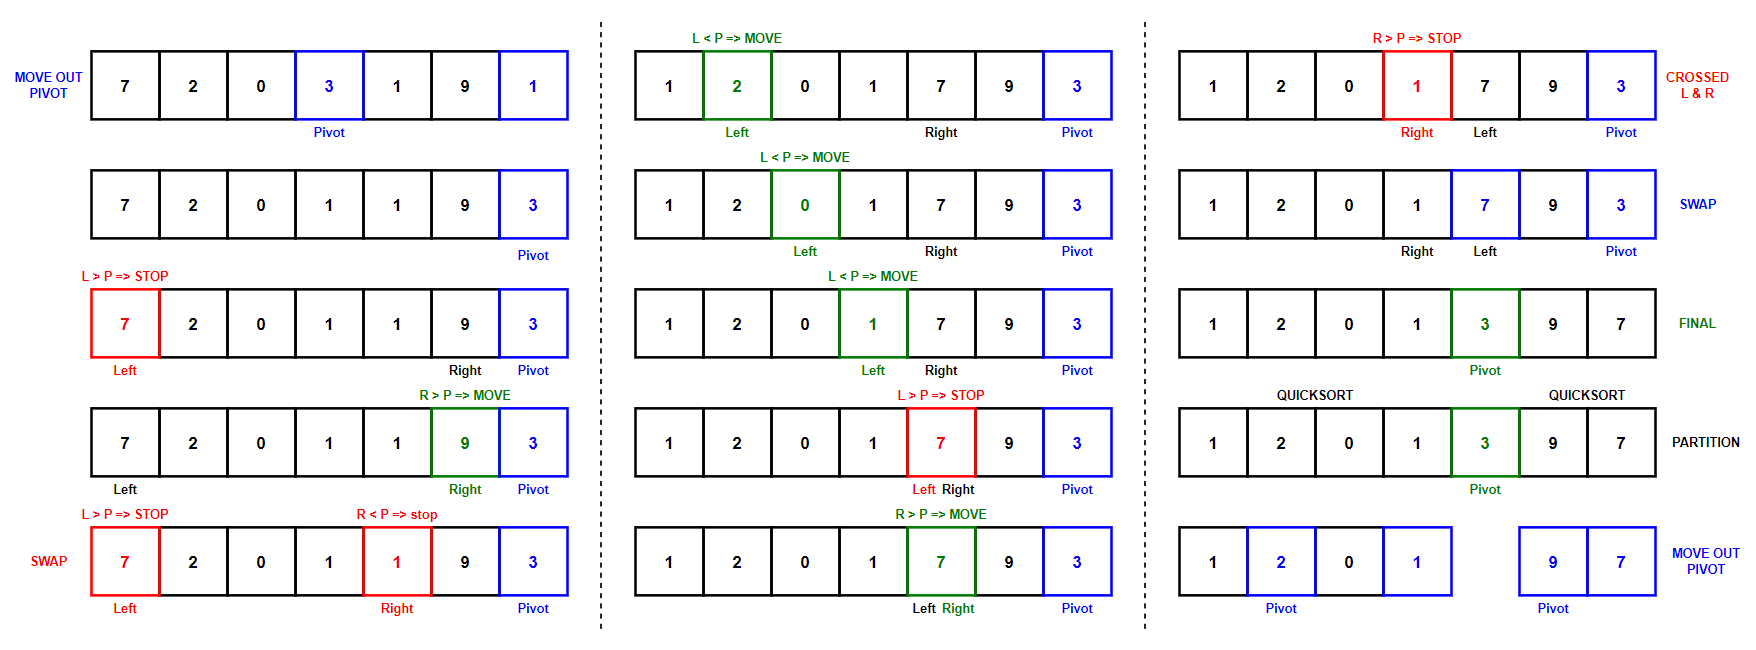 MOVE OUT
PIVOT
7 2 0 3 1 9 1
Pivot
7 2 0 1 1 9 3
Pivot
L > P => STOP
7 2 0 1 1 9 3
Left Right Pivot
R > P => MOVE
7 2 0 1 1 9 3
Left Right Pivot
L > P => STOP R < P => stop
SWAP 7 2 0 1 1 9 3
Left Right Pivot
L < P => MOVE
1 2 0 1 7 9 3
Left Right Pivot
L < P => MOVE
1 2 0 1 7 9 3
Left Right Pivot
L < P => MOVE
1 2 0 1 7 9 3
Left Right Pivot
L > P => STOP
1 2 0 1 7 9 3
Left Right Pivot
R > P => MOVE
1 2 0 1 7 9 3
Left Right Pivot
R > P => STOP
1 2 0 1 7 9 3
CROSSED
L & R
Right Left Pivot
1 2 0 1 7 9 3 SWAP
Right Left Pivot
1 2 0 1 3 9 7 FINAL
Pivot
QUICKSORT QUICKSORT
1 2 0 1 3 9 7 PARTITION
Pivot
1 2 0 1 9 7
MOVE OUT
PIVOT
Pivot Pivot